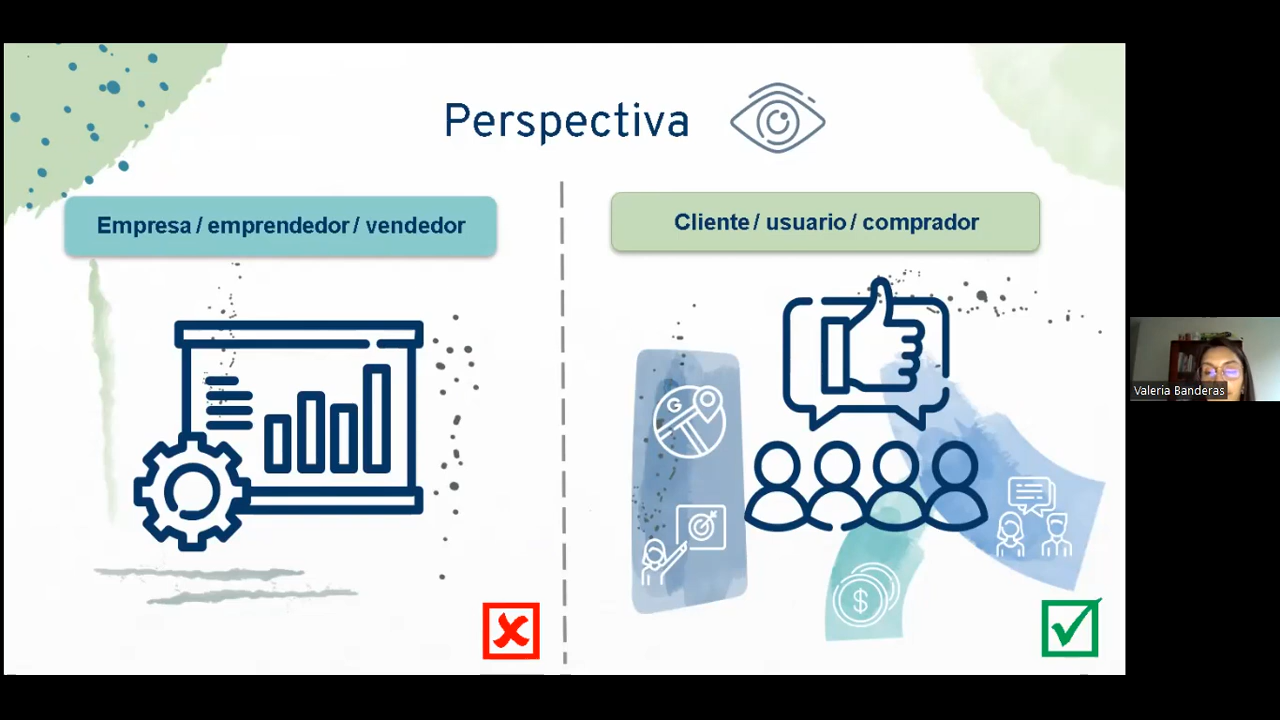 Perspectiva
Empresa / emprendedor / vendedor
Cliente / usuario / comprador
G
$
Valeria Banderas